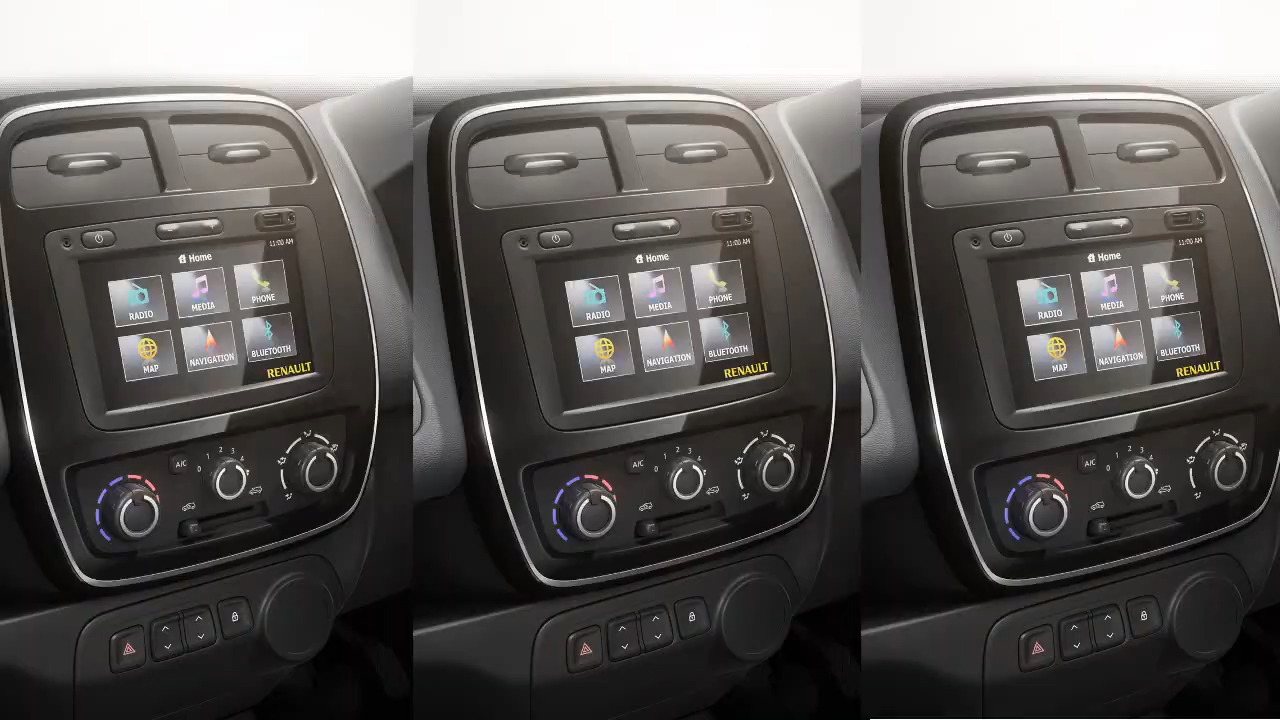 11:00 AM
Home
RADIO
MEDIA
PHONE
MAP
NAVIGATION
BLUETOOTH
RENAULT
A/C
0 1 2 3 4
11:00 AM
Home
RADIO
MEDIA
PHONE
MAP
NAVIGATION
BLUETOOTH
RENAULT
A/C
0 1 2 3 4
11:00 AM
Home
RADIO
MEDIA
PHONE
MAP
NAVIGATION
BLUETOOTH
RENAULT
A/C
0 1 2 3 4